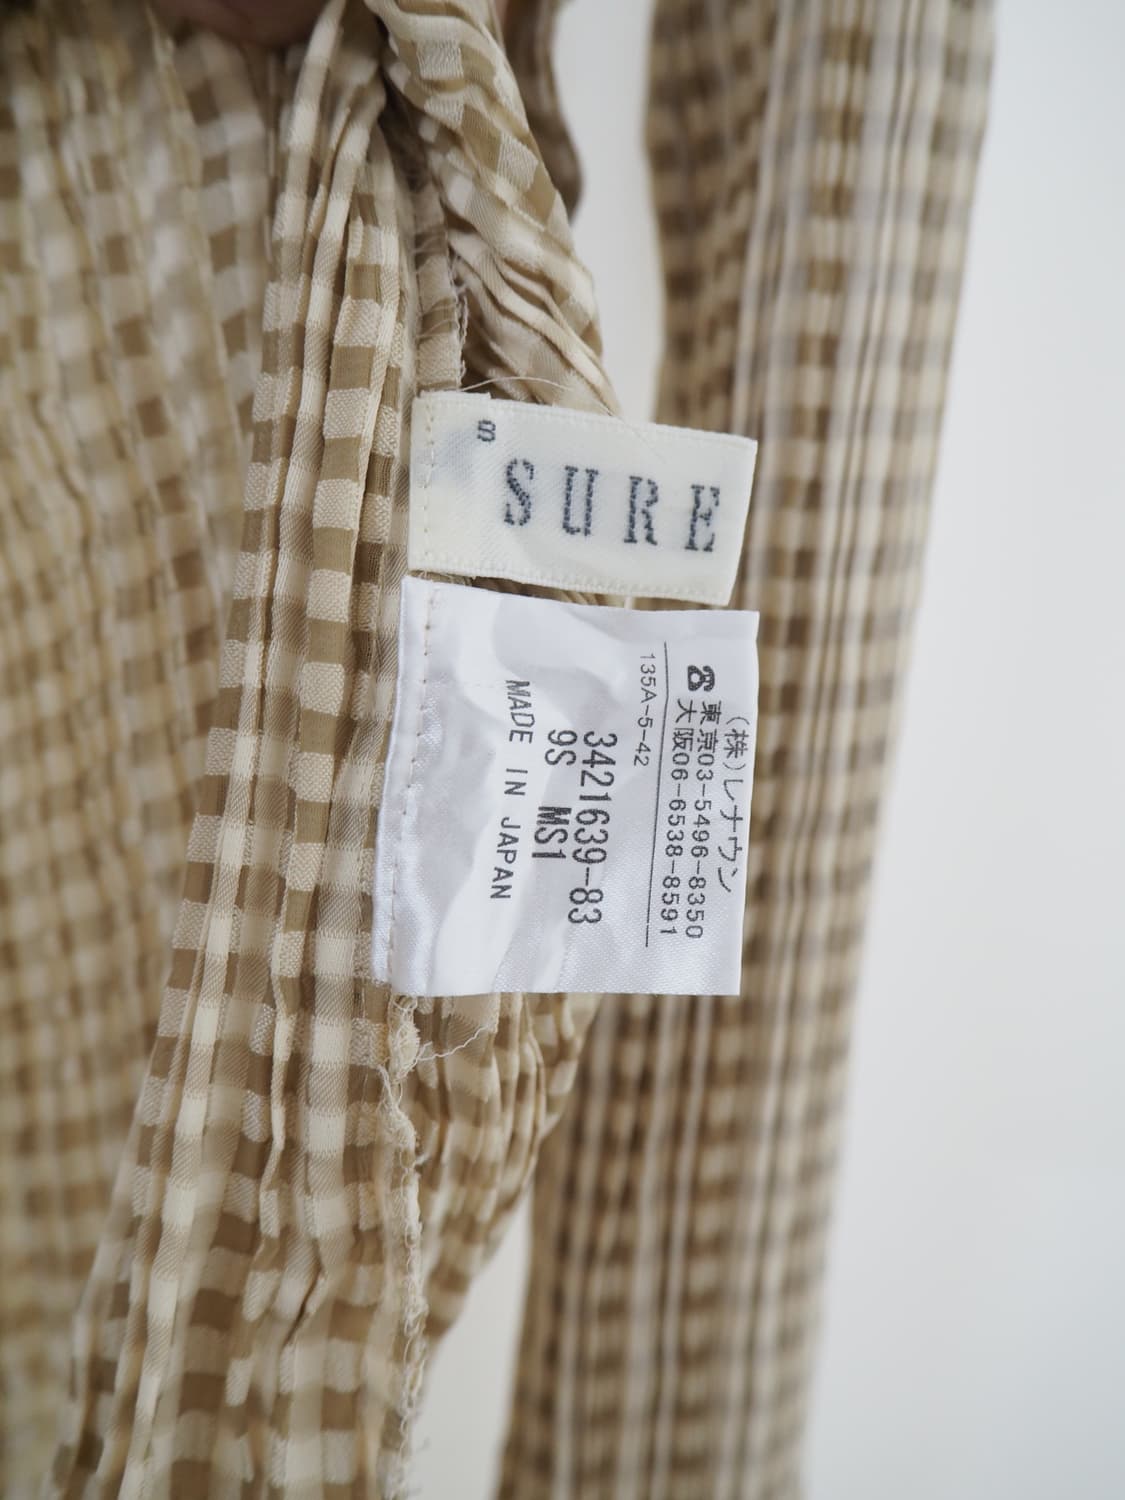 S
SURE
(株)レナウン
☎東京03-5496-8350
大阪06-6538-8591
135A-5-42
3421639-83
9S MS1
MADE IN JAPAN